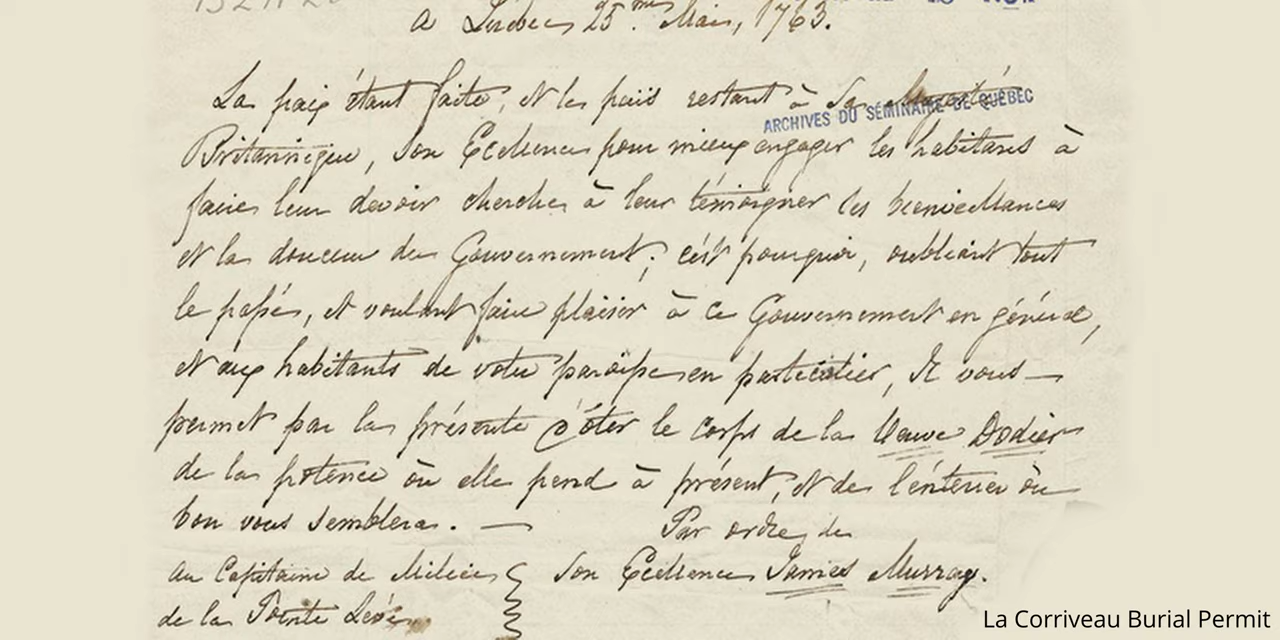 à Québec 25.me Mai, 1763.
La paix étant faite, et le païs restant à Sa Majesté
ARCHIVES DU SÉMINAIRE DE QUÉBEC
Britannique, Son Excellence pour mieux engager les habitans à
faire leur devoir cherche à leur témoigner les bienveillances
et la douceur du Gouvernement; c'est pourquoi, oubliant tout
le passé, et voulant faire plaisir à ce Gouvernement en général,
et aux habitants de votre paroisse en particulier, Il vous
permet par la présente d'ôter le corps de la Veuve Dodier
de la potence où elle pend à présent, et de l'enterrer où
bon vous semblera. —
Par ordre de
au Capitaine de Milice
Son Excellence James Murray.
de la Pointe Levi
La Corriveau Burial Permit